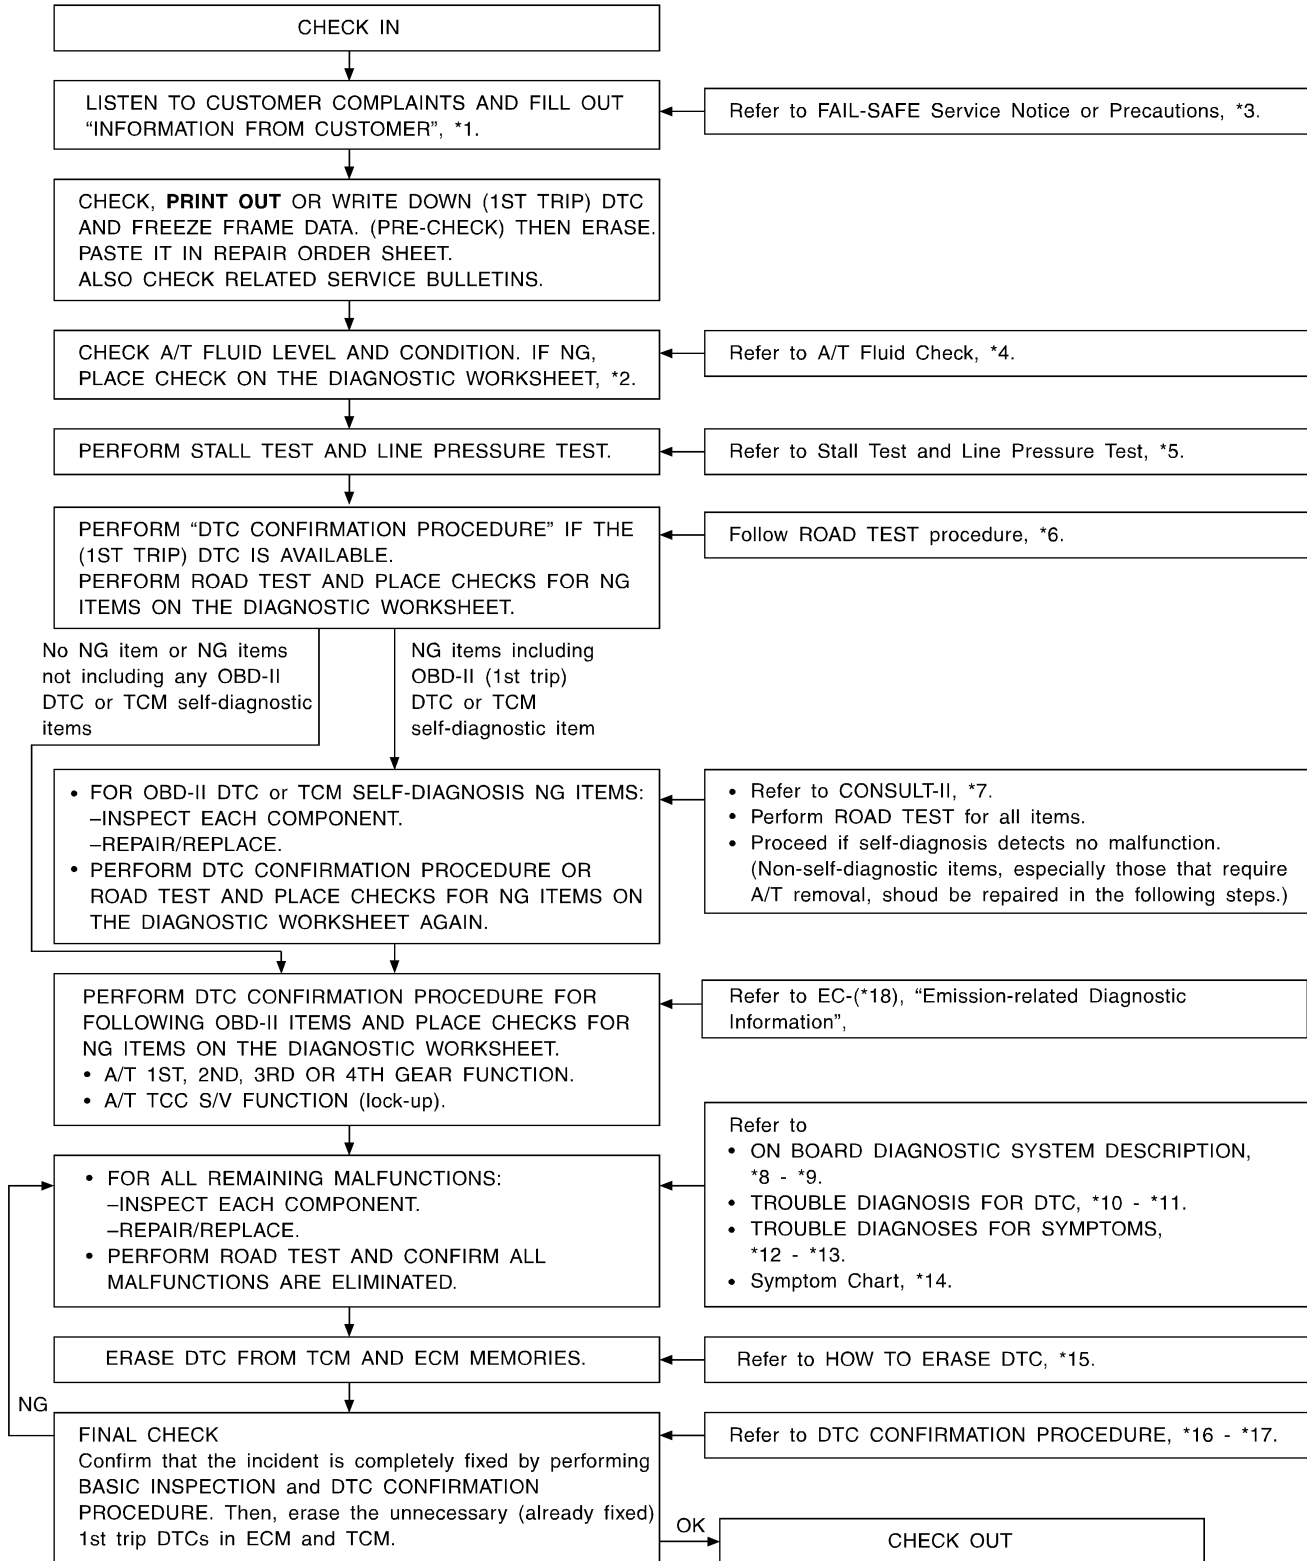 CHECK IN
LISTEN TO CUSTOMER COMPLAINTS AND FILL OUT
“INFORMATION FROM CUSTOMER”, *1.
Refer to FAIL-SAFE Service Notice or Precautions, *3.
CHECK, PRINT OUT OR WRITE DOWN (1ST TRIP) DTC
AND FREEZE FRAME DATA. (PRE-CHECK) THEN ERASE.
PASTE IT IN REPAIR ORDER SHEET.
ALSO CHECK RELATED SERVICE BULLETINS.
CHECK A/T FLUID LEVEL AND CONDITION. IF NG,
PLACE CHECK ON THE DIAGNOSTIC WORKSHEET, *2.
Refer to A/T Fluid Check, *4.
PERFORM STALL TEST AND LINE PRESSURE TEST.
Refer to Stall Test and Line Pressure Test, *5.
PERFORM “DTC CONFIRMATION PROCEDURE” IF THE
(1ST TRIP) DTC IS AVAILABLE.
PERFORM ROAD TEST AND PLACE CHECKS FOR NG
ITEMS ON THE DIAGNOSTIC WORKSHEET.
Follow ROAD TEST procedure, *6.
No NG item or NG items
not including any OBD-II
DTC or TCM self-diagnostic
items
NG items including
OBD-II (1st trip)
DTC or TCM
self-diagnostic item
• FOR OBD-II DTC or TCM SELF-DIAGNOSIS NG ITEMS:
–INSPECT EACH COMPONENT.
–REPAIR/REPLACE.
• PERFORM DTC CONFIRMATION PROCEDURE OR
ROAD TEST AND PLACE CHECKS FOR NG ITEMS ON
THE DIAGNOSTIC WORKSHEET AGAIN.
• Refer to CONSULT-II, *7.
• Perform ROAD TEST for all items.
• Proceed if self-diagnosis detects no malfunction.
(Non-self-diagnostic items, especially those that require
A/T removal, shoud be repaired in the following steps.)
PERFORM DTC CONFIRMATION PROCEDURE FOR
FOLLOWING OBD-II ITEMS AND PLACE CHECKS FOR
NG ITEMS ON THE DIAGNOSTIC WORKSHEET.
• A/T 1ST, 2ND, 3RD OR 4TH GEAR FUNCTION.
• A/T TCC S/V FUNCTION (lock-up).
Refer to EC-(*18), “Emission-related Diagnostic
Information”,
• FOR ALL REMAINING MALFUNCTIONS:
–INSPECT EACH COMPONENT.
–REPAIR/REPLACE.
• PERFORM ROAD TEST AND CONFIRM ALL
MALFUNCTIONS ARE ELIMINATED.
Refer to
• ON BOARD DIAGNOSTIC SYSTEM DESCRIPTION,
*8 - *9.
• TROUBLE DIAGNOSIS FOR DTC, *10 - *11.
• TROUBLE DIAGNOSES FOR SYMPTOMS,
*12 - *13.
• Symptom Chart, *14.
ERASE DTC FROM TCM AND ECM MEMORIES.
Refer to HOW TO ERASE DTC, *15.
NG
FINAL CHECK
Confirm that the incident is completely fixed by performing
BASIC INSPECTION and DTC CONFIRMATION
PROCEDURE. Then, erase the unnecessary (already fixed)
1st trip DTCs in ECM and TCM.
Refer to DTC CONFIRMATION PROCEDURE, *16 - *17.
OK
CHECK OUT